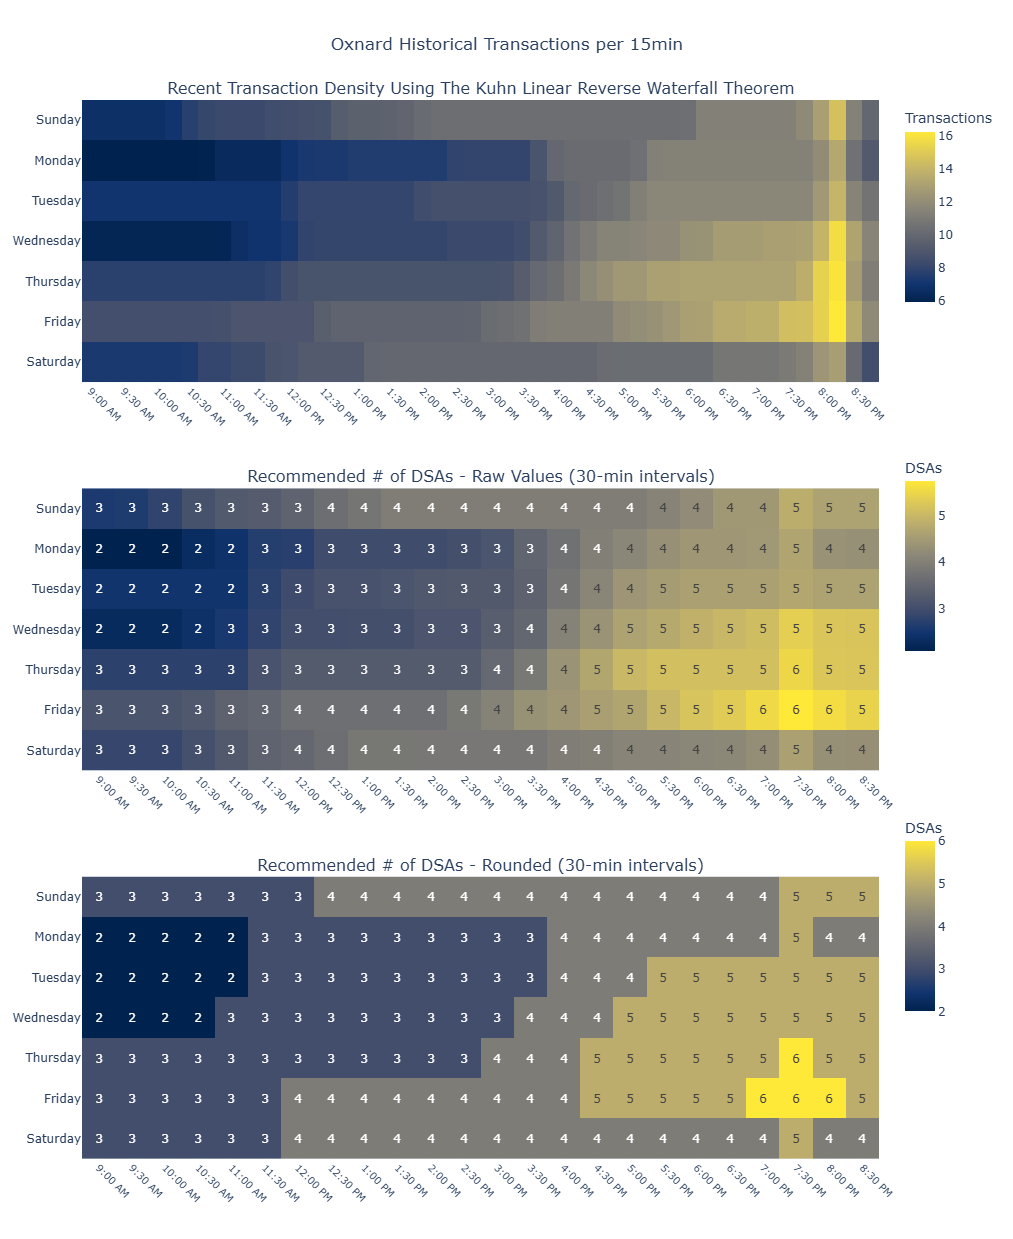 Oxnard Historical Transactions per 15min
Recent Transaction Density Using The Kuhn Linear Reverse Waterfall Theorem
Transactions
16
14
12
10
8
6
Sunday
Monday
Tuesday
Wednesday
Thursday
Friday
Saturday
9:00 AM 9:30 AM 10:00 AM 10:30 AM 11:00 AM 11:30 AM 12:00 PM 12:30 PM 1:00 PM 1:30 PM 2:00 PM 2:30 PM 3:00 PM 3:30 PM 4:00 PM 4:30 PM 5:00 PM 5:30 PM 6:00 PM 6:30 PM 7:00 PM 7:30 PM 8:00 PM 8:30 PM
Recommended # of DSAs - Raw Values (30-min intervals)
DSAs
5
4
3
Sunday 3 3 3 3 3 3 3 4 4 4 4 4 4 4 4 4 4 4 4 4 4 5 5 5
Monday 2 2 2 2 2 3 3 3 3 3 3 3 3 3 4 4 4 4 4 4 4 5 4 4
Tuesday 2 2 2 2 2 3 3 3 3 3 3 3 3 3 4 4 4 5 5 5 5 5 5 5
Wednesday 2 2 2 2 3 3 3 3 3 3 3 3 3 4 4 4 5 5 5 5 5 5 5 5
Thursday 3 3 3 3 3 3 3 3 3 3 3 3 4 4 4 5 5 5 5 5 5 6 5 5
Friday 3 3 3 3 3 3 4 4 4 4 4 4 4 4 4 5 5 5 5 5 6 6 6 5
Saturday 3 3 3 3 3 3 4 4 4 4 4 4 4 4 4 4 4 4 4 4 4 5 4 4
9:00 AM 9:30 AM 10:00 AM 10:30 AM 11:00 AM 11:30 AM 12:00 PM 12:30 PM 1:00 PM 1:30 PM 2:00 PM 2:30 PM 3:00 PM 3:30 PM 4:00 PM 4:30 PM 5:00 PM 5:30 PM 6:00 PM 6:30 PM 7:00 PM 7:30 PM 8:00 PM 8:30 PM
Recommended # of DSAs - Rounded (30-min intervals)
DSAs
6
5
4
3
2
Sunday 3 3 3 3 3 3 3 4 4 4 4 4 4 4 4 4 4 4 4 4 4 5 5 5
Monday 2 2 2 2 2 3 3 3 3 3 3 3 3 3 4 4 4 4 4 4 4 5 4 4
Tuesday 2 2 2 2 2 3 3 3 3 3 3 3 3 3 4 4 4 5 5 5 5 5 5 5
Wednesday 2 2 2 2 3 3 3 3 3 3 3 3 3 4 4 4 5 5 5 5 5 5 5 5
Thursday 3 3 3 3 3 3 3 3 3 3 3 3 4 4 4 5 5 5 5 5 5 6 5 5
Friday 3 3 3 3 3 3 4 4 4 4 4 4 4 4 4 5 5 5 5 5 6 6 6 5
Saturday 3 3 3 3 3 3 4 4 4 4 4 4 4 4 4 4 4 4 4 4 4 5 4 4
9:00 AM 9:30 AM 10:00 AM 10:30 AM 11:00 AM 11:30 AM 12:00 PM 12:30 PM 1:00 PM 1:30 PM 2:00 PM 2:30 PM 3:00 PM 3:30 PM 4:00 PM 4:30 PM 5:00 PM 5:30 PM 6:00 PM 6:30 PM 7:00 PM 7:30 PM 8:00 PM 8:30 PM